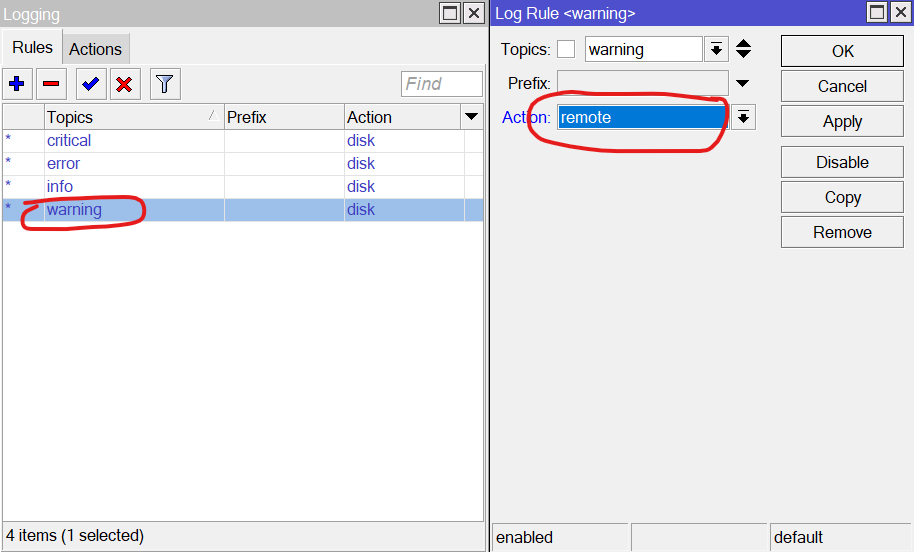 Logging
Rules Actions
Find
Topics Prefix Action
* critical disk
* error disk
* info disk
* warning disk
4 items (1 selected)
Log Rule <warning>
Topics: warning
Prefix:
Action: remote
OK
Cancel
Apply
Disable
Copy
Remove
enabled default